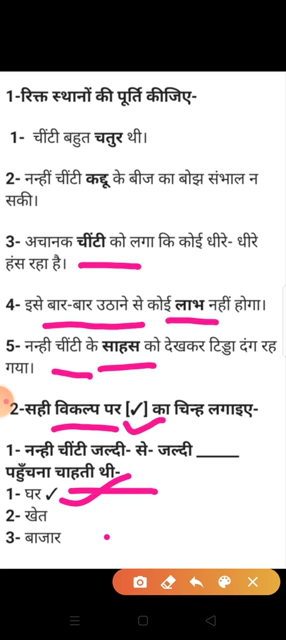 1-रिक्त स्थानों की पूर्ति कीजिए-
1- चींटी बहुत चतुर थी।
2- नन्हीं चींटी कद्दू के बीज का बोझ संभाल न
सकी।
3- अचानक चींटी को लगा कि कोई धीरे- धीरे
हंस रहा है।
4- इसे बार-बार उठाने से कोई लाभ नहीं होगा।
5- नन्ही चींटी के साहस को देखकर टिड्डा दंग रह
गया।
2-सही विकल्प पर [✓] का चिन्ह लगाइए-
1- नन्ही चींटी जल्दी- से- जल्दी _____
पहुँचना चाहती थी-
1- घर ✓
2- खेत
3- बाजार